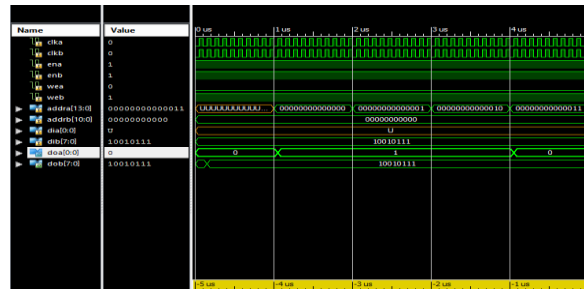 Name Value 0 us 1 us 2 us 3 us 4 us
clka 0
clkb 0
ena 1
enb 1
wea 0
web 1
addra[13:0] 00000000000011 UUUUUUUUUUU 00000000000000 00000000000001 00000000000010 00000000000011
addrb[10:0] 00000000000 00000000000
dia[0:0] U U
dib[7:0] 10010111 10010111
doa[0:0] 0 0 1 0
dob[7:0] 10010111 10010111
-5 us -4 us -3 us -2 us -1 us